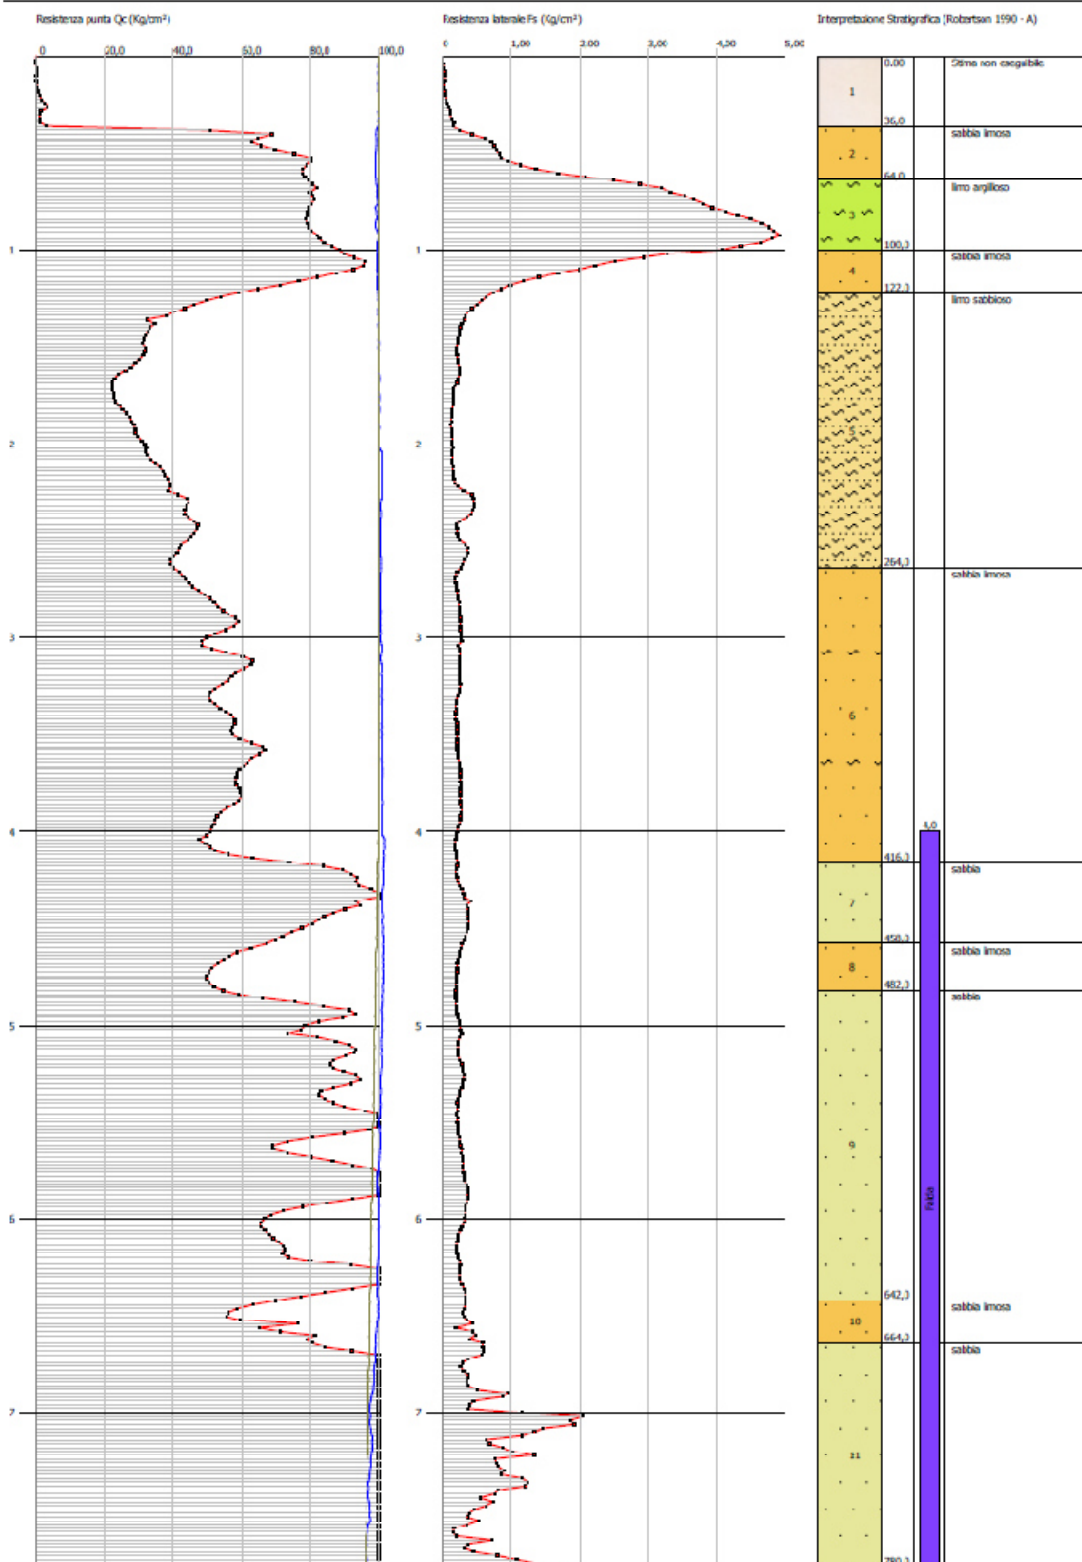 Resistenza punta Qc (Kg/cm²)
0 20,0 40,0 60,0 80,0 100,0
Resistenza laterale Fs (Kg/cm²)
0 1,00 2,00 3,00 4,00 5,00
Interpretazione Stratigrafica (Robertson 1990 - A)
0.00 Stima non eseguibile
1
36,0
sabbia limosa
2
64,0
limo argilloso
3
100,0
1 1
sabbia limosa
4
122,0
limo sabbioso
2 2
5
264,0
sabbia limosa
3 3
6
4 4
4,0
416,0
sabbia
7
458,0
sabbia limosa
8
482,0
sabbia
5 5
9
Falda
6 6
642,0
sabbia limosa
10
664,0
sabbia
7 7
11
780,0